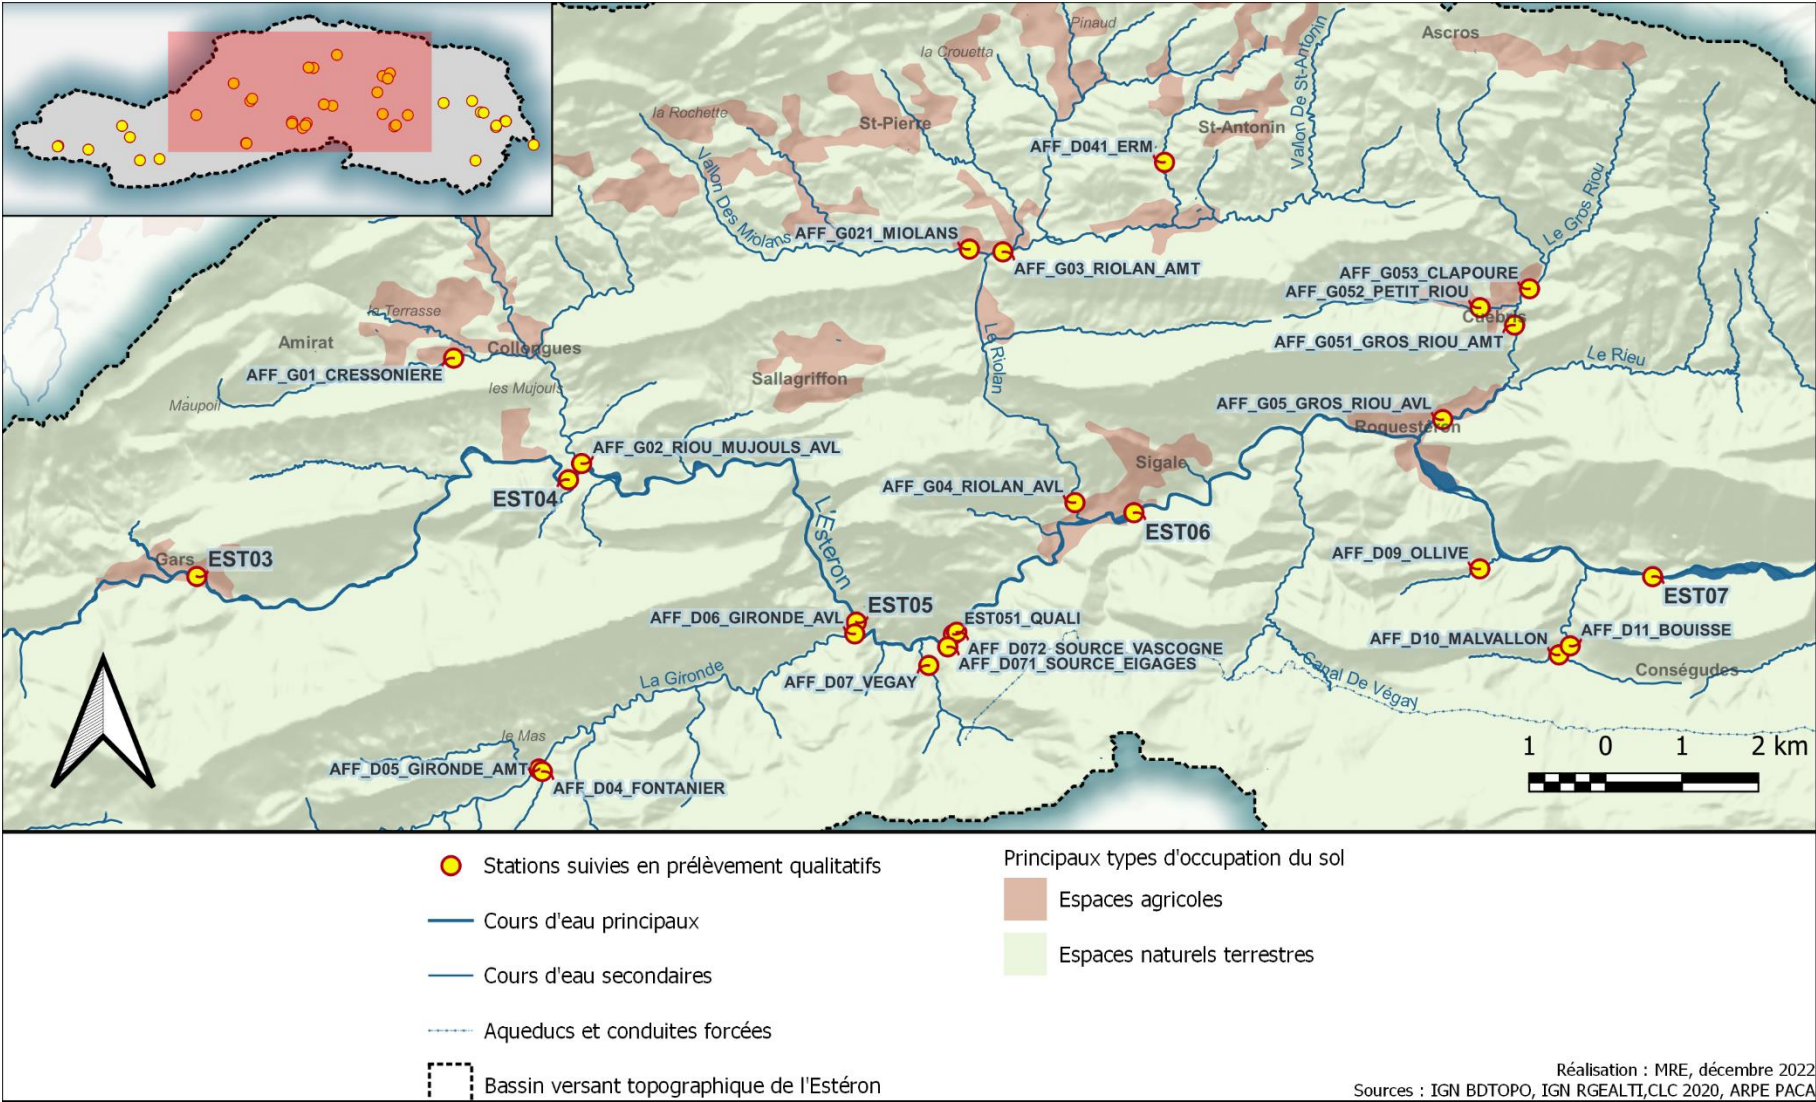 Pinaud
la Crouetta
Ascros
la Rochette
St-Pierre
Vallon De St-Antonin
St-Antonin
AFF_D041_ERM
Vallon Des Miolans
Le Gros Riou
AFF_G021_MIOLANS
AFF_G03_RIOLAN_AMT
AFF_G053_CLAPOURE
AFF_G052_PETIT_RIOU
Cuébris
AFF_G051_GROS_RIOU_AMT
la Terrasse
Amirat
Collongues
AFF_G01_CRESSONIERE
les Mujouls
Maupoil
Sallagriffon
Le Riolan
Le Rieu
AFF_G05_GROS_RIOU_AVL
Roquesteron
AFF_G02_RIOU_MUJOULS_AVL
EST04
Sigale
AFF_G04_RIOLAN_AVL
EST06
L'Esteron
Gars
EST03
AFF_D09_OLLIVE
EST07
EST05
AFF_D06_GIRONDE_AVL
EST051_QUALI
AFF_D072_SOURCE_VASCOGNE
AFF_D071_SOURCE_EIGAGES
AFF_D07_VEGAY
AFF_D10_MALVALLON
AFF_D11_BOUISSE
Conségudes
La Gironde
Canal De Végay
le Mas
AFF_D05_GIRONDE_AMT
AFF_D04_FONTANIER
1 0 1 2 km
Stations suivies en prélèvement qualitatifs
Cours d'eau principaux
Cours d'eau secondaires
Aqueducs et conduites forcées
Bassin versant topographique de l'Estéron
Principaux types d'occupation du sol
Espaces agricoles
Espaces naturels terrestres
Réalisation : MRE, décembre 2022
Sources : IGN BDTOPO, IGN RGEALTI,CLC 2020, ARPE PACA